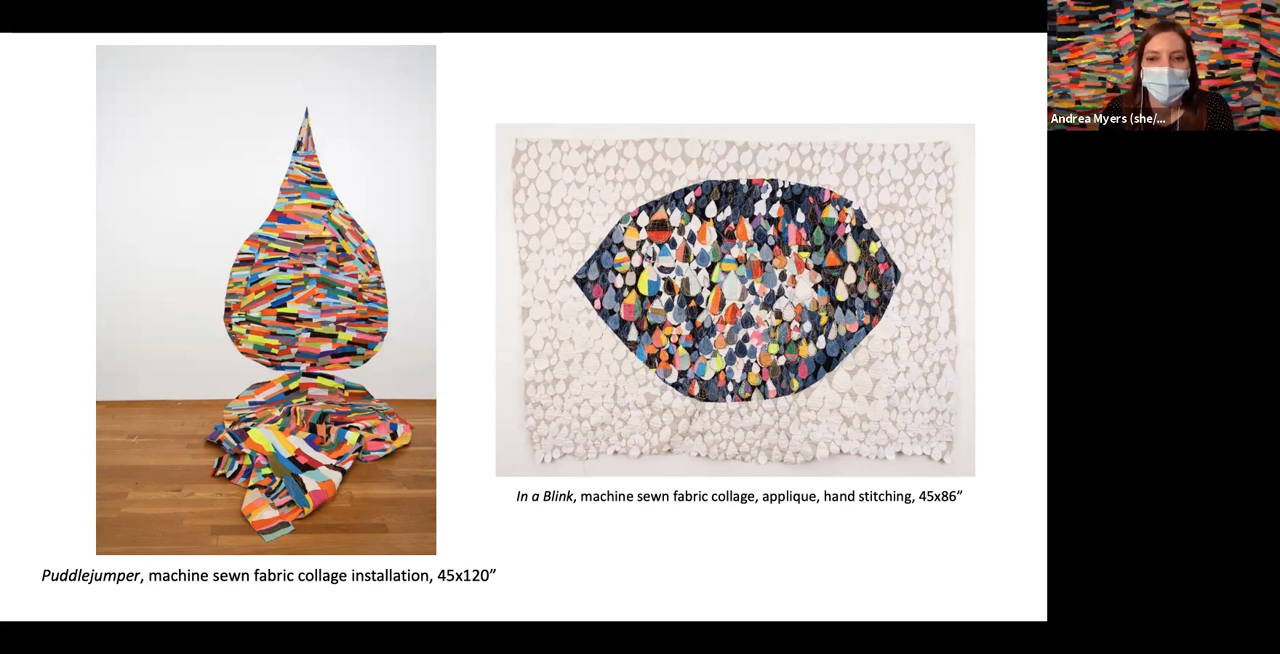 Andrea Myers (she/...
In a Blink, machine sewn fabric collage, applique, hand stitching, 45x86”
Puddlejumper, machine sewn fabric collage installation, 45x120”